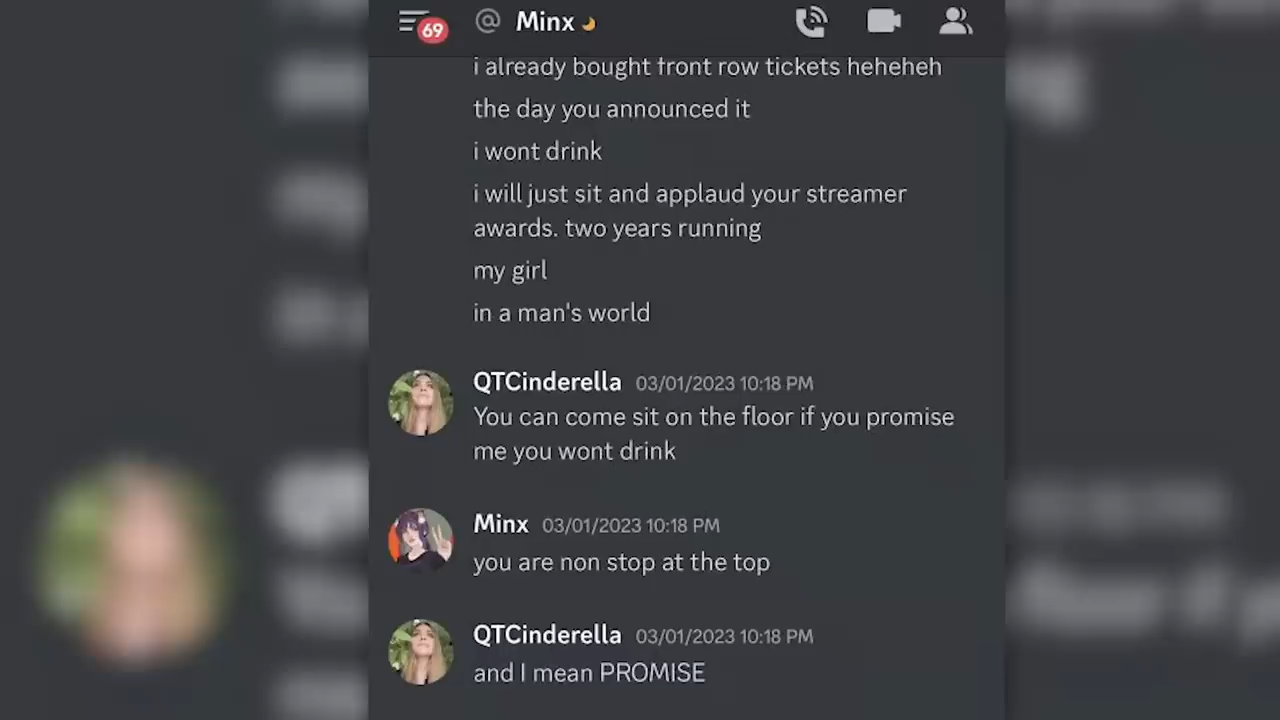 69
@ Minx
i already bought front row tickets heheheh
the day you announced it
i wont drink
i will just sit and applaud your streamer
awards. two years running
my girl
in a man's world
QTCinderella 03/01/2023 10:18 PM
You can come sit on the floor if you promise
me you wont drink
Minx 03/01/2023 10:18 PM
you are non stop at the top
QTCinderella 03/01/2023 10:18 PM
and I mean PROMISE